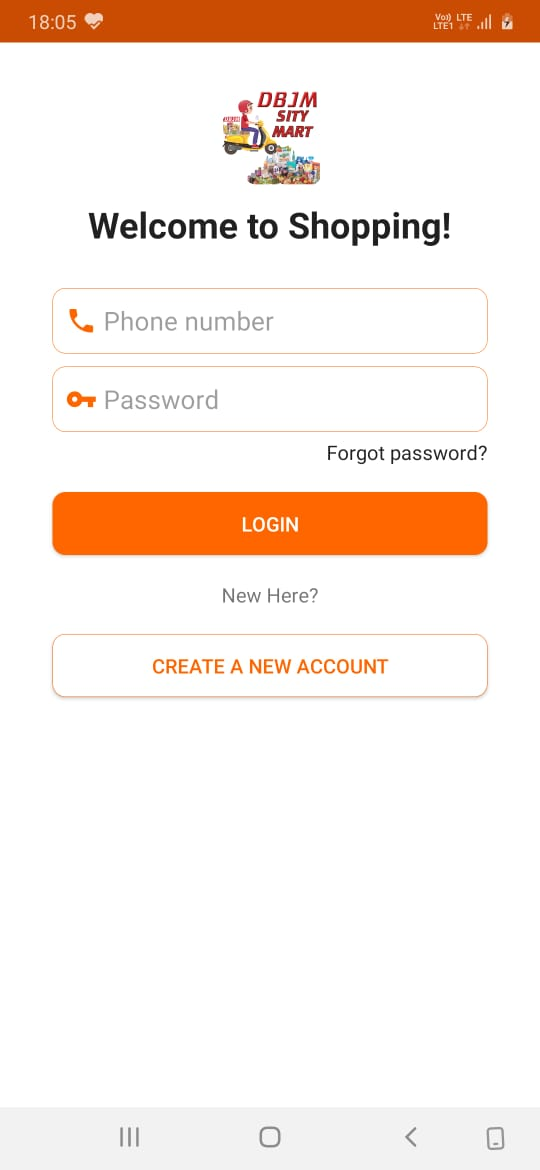 18:05
Vo)) LTE
LTE1
DBJM
SITY
MART
Welcome to Shopping!
Phone number
Password
Forgot password?
LOGIN
New Here?
CREATE A NEW ACCOUNT